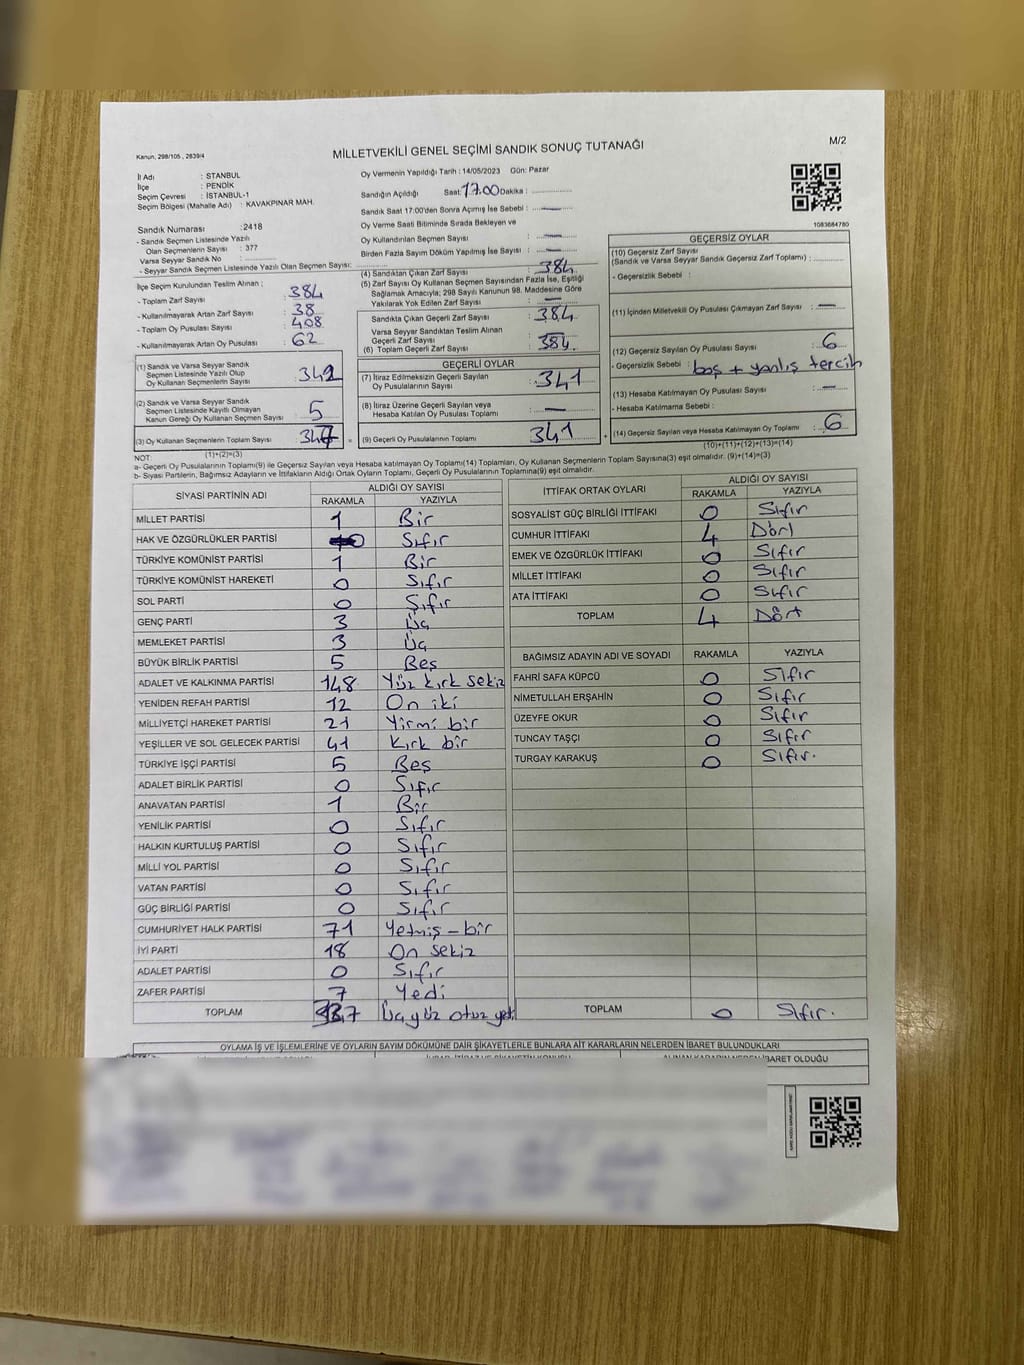 Kanun, 298/105 , 2839/4
M/2
MİLLETVEKİLİ GENEL SEÇİMİ SANDIK SONUÇ TUTANAĞI
İl Adı : STANBUL
İlçe : PENDİK
Seçim Çevresi : İSTANBUL-1
Seçim Bölgesi (Mahalle Adı) : KAVAKPINAR MAH.
Sandık Numarası :2418
- Sandık Seçmen Listesinde Yazılı
Olan Seçmenlerin Sayısı : 377
Varsa Seyyar Sandık No :
- Seyyar Sandık Seçmen Listesinde Yazılı Olan Seçmen Sayısı:
İlçe Seçim Kurulundan Teslim Alınan ;
- Toplam Zarf Sayısı : 384
- Kullanılmayarak Artan Zarf Sayısı : 38
- Toplam Oy Pusulası Sayısı : 408
- Kullanılmayarak Artan Oy Pusulası : 62
(1) Sandık ve Varsa Seyyar Sandık
Seçmen Listesinde Yazılı Olup
Oy Kullanan Seçmenlerin Sayısı : 342
(2) Sandık ve Varsa Seyyar Sandık
Seçmen Listesinde Kayıtlı Olmayan
Kanun Gereği Oy Kullanan Seçmen Sayısı : 5
(3) Oy Kullanan Seçmenlerin Toplam Sayısı : 347
(1)+(2)=(3)
Oy Vermenin Yapıldığı Tarih : 14/05/2023 Gün: Pazar
Sandığın Açıldığı Saat: 17.00 Dakika :
Sandık Saat 17:00'den Sonra Açımış İse Sebebi : —
Oy Verme Saati Bitiminde Sırada Bekleyen ve
Oy Kullandırılan Seçmen Sayısı : —
Birden Fazla Sayım Döküm Yapılmış İse Sayısı : —
(4) Sandıktan Çıkan Zarf Sayısı : 384
(5) Zarf Sayısı Oy Kullanan Seçmen Sayısından Fazla İse, Eşitliği
Sağlamak Amacıyla; 298 Sayılı Kanunun 98. Maddesine Göre
Yakılarak Yok Edilen Zarf Sayısı : —
Sandıkta Çıkan Geçerli Zarf Sayısı : 384
Varsa Seyyar Sandıktan Teslim Alınan
Geçerli Zarf Sayısı
(6) Toplam Geçerli Zarf Sayısı : 384.
GEÇERLİ OYLAR
(7) İtiraz Edilmeksizin Geçerli Sayılan
Oy Pusulalarının Sayısı : 341
(8) İtiraz Üzerine Geçerli Sayılan veya
Hesaba Katılan Oy Pusulası Toplamı : —
(9) Geçerli Oy Pusulalarının Toplamı : 341
1083684780
GEÇERSİZ OYLAR
(10) Geçersiz Zarf Sayısı
(Sandık ve Varsa Seyyar Sandık Geçersiz Zarf Toplamı) :
- Geçersizlik Sebebi :
(11) İçinden Milletvekili Oy Pusulası Çıkmayan Zarf Sayısı : —
(12) Geçersiz Sayılan Oy Pusulası Sayısı : 6
- Geçersizlik Sebebi : boş + yanlış tercih
(13) Hesaba Katılmayan Oy Pusulası Sayısı : —
- Hesaba Katılmama Sebebi :
(14) Geçersiz Sayılan veya Hesaba Katılmayan Oy Toplamı : 6
(10)+(11)+(12)+(13)=(14)
NOT:
a- Geçerli Oy Pusulalarının Toplamı(9) ile Geçersiz Sayılan veya Hesaba katılmayan Oy Toplamı(14) Toplamları, Oy Kullanan Seçmenlerin Toplam Sayısına(3) eşit olmalıdır. (9)+(14)=(3)
b- Siyasi Partilerin, Bağımsız Adayların ve İttifakların Aldığı Ortak Oyların Toplamı, Geçerli Oy Pusulalarının Toplamına(9) eşit olmalıdır.
SİYASİ PARTİNİN ADI ALDIĞI OY SAYISI
RAKAMLA YAZIYLA
MİLLET PARTİSİ 1 Bir
HAK VE ÖZGÜRLÜKLER PARTİSİ 0 Sıfır
TÜRKİYE KOMÜNİST PARTİSİ 1 Bir
TÜRKİYE KOMÜNİST HAREKETİ 0 Sıfır
SOL PARTİ 0 Sıfır
GENÇ PARTİ 3 Üç
MEMLEKET PARTİSİ 3 Üç
BÜYÜK BİRLİK PARTİSİ 5 Beş
ADALET VE KALKINMA PARTİSİ 148 Yüz kırk sekiz
YENİDEN REFAH PARTİSİ 12 On iki
MİLLİYETÇİ HAREKET PARTİSİ 21 Yirmi bir
YEŞİLLER VE SOL GELECEK PARTİSİ 41 Kırk bir
TÜRKİYE İŞÇİ PARTİSİ 5 Beş
ADALET BİRLİK PARTİSİ 0 Sıfır
ANAVATAN PARTİSİ 1 Bir
YENİLİK PARTİSİ 0 Sıfır
HALKIN KURTULUŞ PARTİSİ 0 Sıfır
MİLLİ YOL PARTİSİ 0 Sıfır
VATAN PARTİSİ 0 Sıfır
GÜÇ BİRLİĞİ PARTİSİ 0 Sıfır
CUMHURİYET HALK PARTİSİ 71 Yetmiş-bir
İYİ PARTİ 18 On sekiz
ADALET PARTİSİ 0 Sıfır
ZAFER PARTİSİ 7 Yedi
TOPLAM 337 Üçyüz otuz yedi
İTTİFAK ORTAK OYLARI ALDIĞI OY SAYISI
RAKAMLA YAZIYLA
SOSYALİST GÜÇ BİRLİĞİ İTTİFAKI 0 Sıfır
CUMHUR İTTİFAKI 4 Dört
EMEK VE ÖZGÜRLÜK İTTİFAKI 0 Sıfır
MİLLET İTTİFAKI 0 Sıfır
ATA İTTİFAKI 0 Sıfır
TOPLAM 4 Dört
BAĞIMSIZ ADAYIN ADI VE SOYADI RAKAMLA YAZIYLA
FAHRİ SAFA KÜPCÜ 0 Sıfır
NİMETULLAH ERŞAHİN 0 Sıfır
ÜZEYFE OKUR 0 Sıfır
TUNCAY TAŞÇI 0 Sıfır
TURGAY KARAKUŞ 0 Sıfır.
TOPLAM 0 Sıfır.
OYLAMA İŞ VE İŞLEMLERİNE VE OYLARIN SAYIM DÖKÜMÜNE DAİR ŞİKAYETLERLE BUNLARA AİT KARARLARIN NELERDEN İBARET BULUNDUKLARI
İBARET OLDUĞU